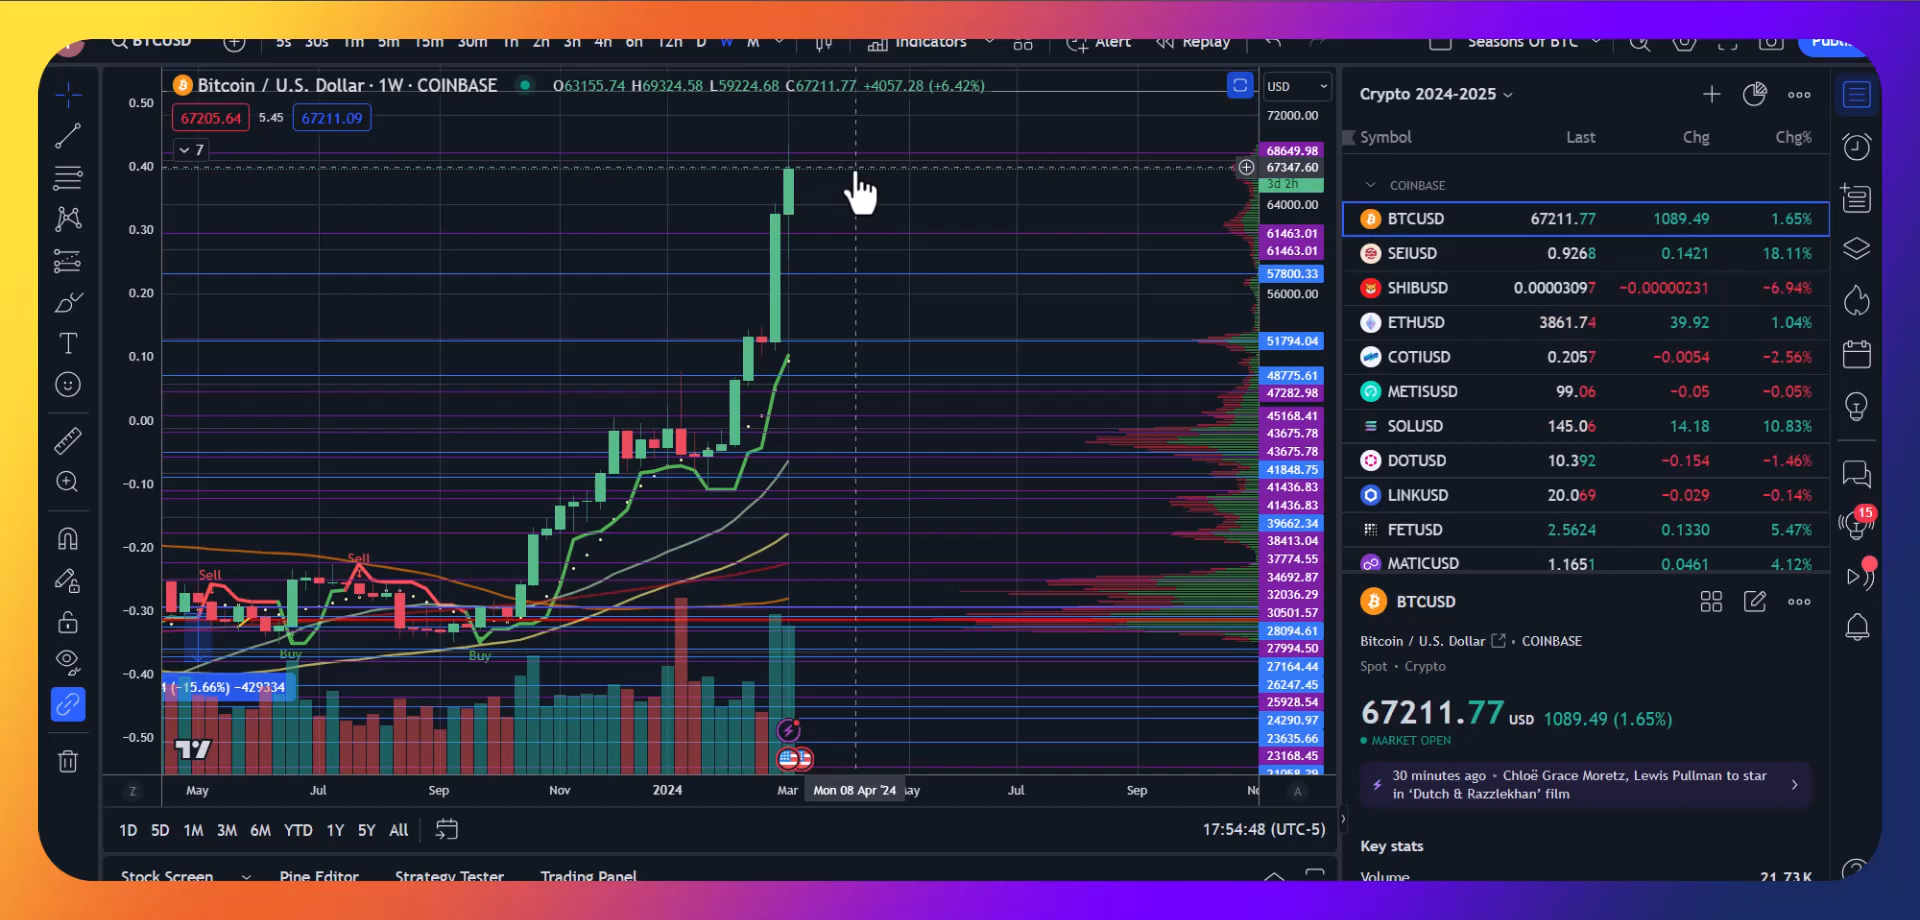 BTCUSD 5s 30s 1m 5m 15m 30m 1h 2h 3h 4h 6h 12h D W M Indicators Alert Replay Seasons Of BTC
Bitcoin / U.S. Dollar · 1W · COINBASE O63155.74 H69324.58 L59224.68 C67211.77 +4057.28 (+6.42%)
67205.64 5.45 67211.09
7
0.50
0.40
0.30
0.20
0.10
0.00
−0.10
−0.20
−0.30
−0.40
−0.50
Sell
Sell
Buy
Buy
(−15.66%) −429334
USD
72000.00
68649.98
67347.60
3d 2h
64000.00
61463.01
61463.01
57800.33
56000.00
51794.04
48775.61
47282.98
45168.41
43675.78
43675.78
41848.75
41436.83
41436.83
39662.34
38413.04
37774.55
34692.87
32036.29
30501.57
28094.61
27994.50
27164.44
26247.45
25928.54
24290.97
23635.66
23168.45
Z May Jul Sep Nov 2024 Mar Mon 08 Apr '24 Jul Sep A
1D 5D 1M 3M 6M YTD 1Y 5Y All 17:54:48 (UTC-5)
Stock Screen Pine Editor Strategy Tester Trading Panel
Crypto 2024-2025
Symbol Last Chg Chg%
COINBASE
BTCUSD 67211.77 1089.49 1.65%
SEIUSD 0.9268 0.1421 18.11%
SHIBUSD 0.00003097 −0.00000231 −6.94%
ETHUSD 3861.74 39.92 1.04%
COTIUSD 0.2057 −0.0054 −2.56%
METISUSD 99.06 −0.05 −0.05%
SOLUSD 145.06 14.18 10.83%
DOTUSD 10.392 −0.154 −1.46%
LINKUSD 20.069 −0.029 −0.14%
FETUSD 2.5624 0.1330 5.47%
MATICUSD 1.1651 0.0461 4.12%
BTCUSD
Bitcoin / U.S. Dollar • COINBASE
Spot • Crypto
67211.77 USD 1089.49 (1.65%)
MARKET OPEN
30 minutes ago • Chloë Grace Moretz, Lewis Pullman to star
in ‘Dutch & Razzlekhan’ film
Key stats
Volume 21.73K
15